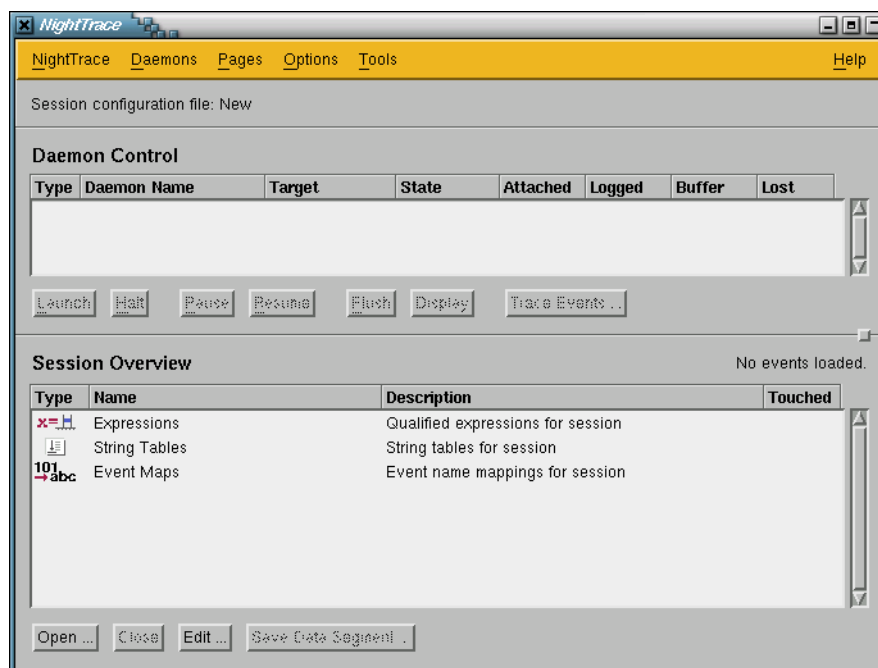 NightTrace
NightTrace Daemons Pages Options Tools Help
Session configuration file: New
Daemon Control
Type Daemon Name Target State Attached Logged Buffer Lost
Launch Halt Pause Resume Flush Display Trace Events ...
Session Overview No events loaded.
Type Name Description Touched
x= Expressions Qualified expressions for session
String Tables String tables for session
101 →abc Event Maps Event name mappings for session
Open ... Close Edit ... Save Data Segment ...